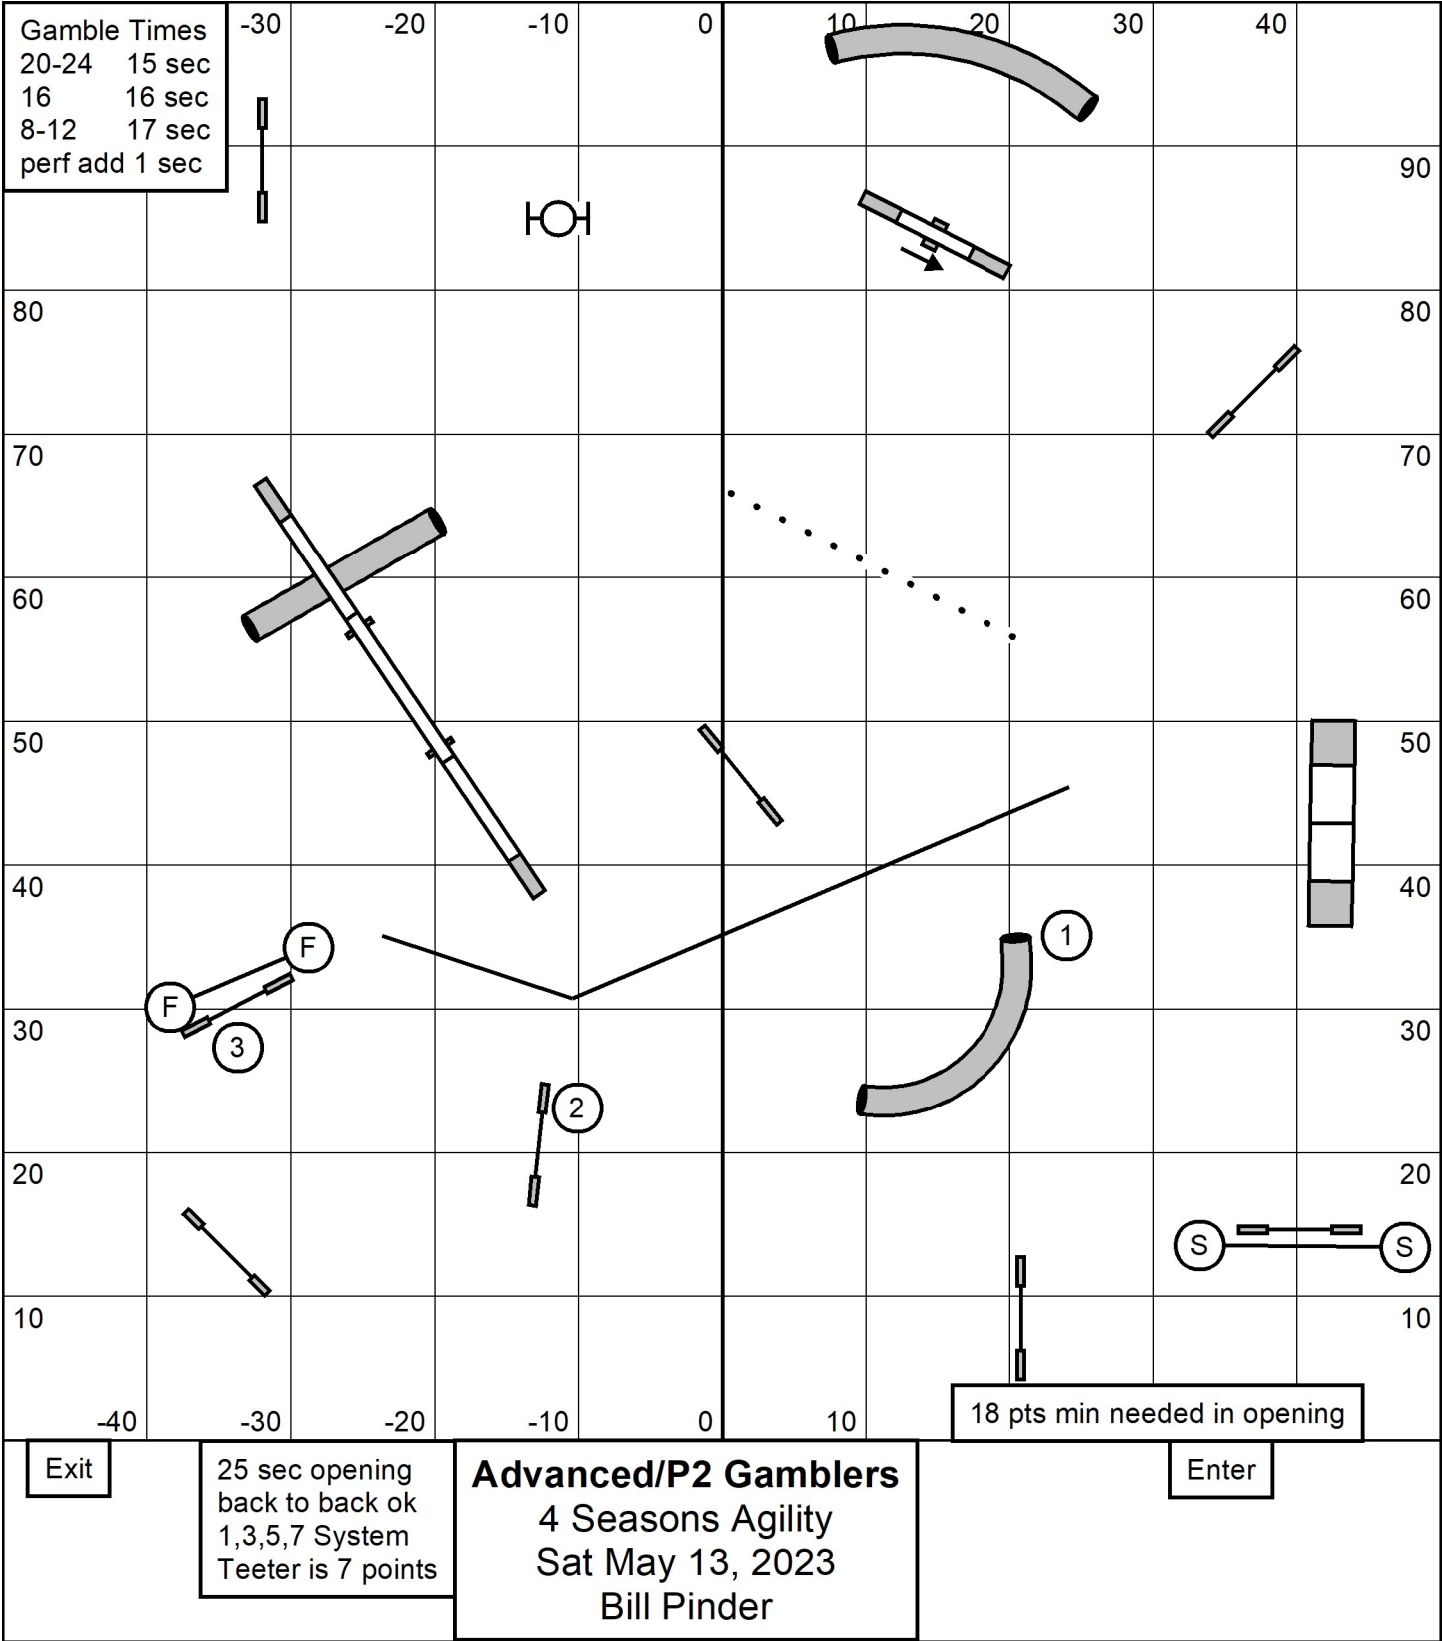 Gamble Times
20-24 15 sec
16 16 sec
8-12 17 sec
perf add 1 sec
-30 -20 -10 0 10 20 30 40
90
80 80
70 70
60 60
50 50
40 40
F 1
F
30 30
3
2
20 20
S S
10 10
18 pts min needed in opening
-40 -30 -20 -10 0 10
Exit
Enter
25 sec opening
back to back ok
1,3,5,7 System
Teeter is 7 points
Advanced/P2 Gamblers
4 Seasons Agility
Sat May 13, 2023
Bill Pinder